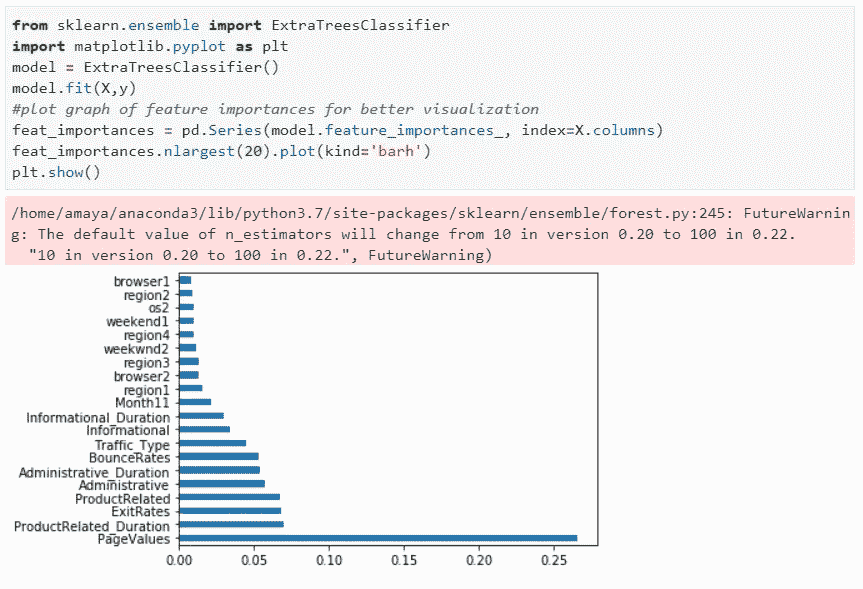 from sklearn.ensemble import ExtraTreesClassifier
import matplotlib.pyplot as plt
model = ExtraTreesClassifier()
model.fit(X,y)
#plot graph of feature importances for better visualization
feat_importances = pd.Series(model.feature_importances_, index=X.columns)
feat_importances.nlargest(20).plot(kind='barh')
plt.show()
/home/amaya/anaconda3/lib/python3.7/site-packages/sklearn/ensemble/forest.py:245: FutureWarnin
g: The default value of n_estimators will change from 10 in version 0.20 to 100 in 0.22.
"10 in version 0.20 to 100 in 0.22.", FutureWarning)
browser1
region2
os2
weekend1
region4
weekwnd2
region3
browser2
region1
Month11
Informational_Duration
Informational
Traffic_Type
BounceRates
Administrative_Duration
Administrative
ProductRelated
ExitRates
ProductRelated_Duration
PageValues
0.00 0.05 0.10 0.15 0.20 0.25